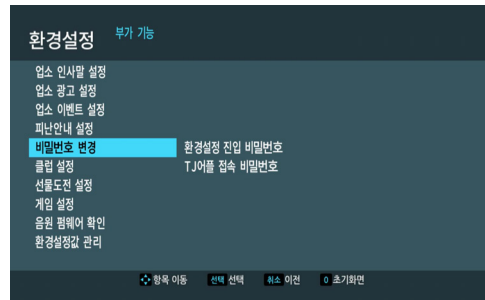 환경설정 부가 기능
업소 인사말 설정
업소 광고 설정
업소 이벤트 설정
피난안내 설정
비밀번호 변경 환경설정 진입 비밀번호
클럽 설정 TJ어플 접속 비밀번호
선물도전 설정
게임 설정
음원 펌웨어 확인
환경설정값 관리
항목 이동 선택 선택 취소 이전 0 초기화면